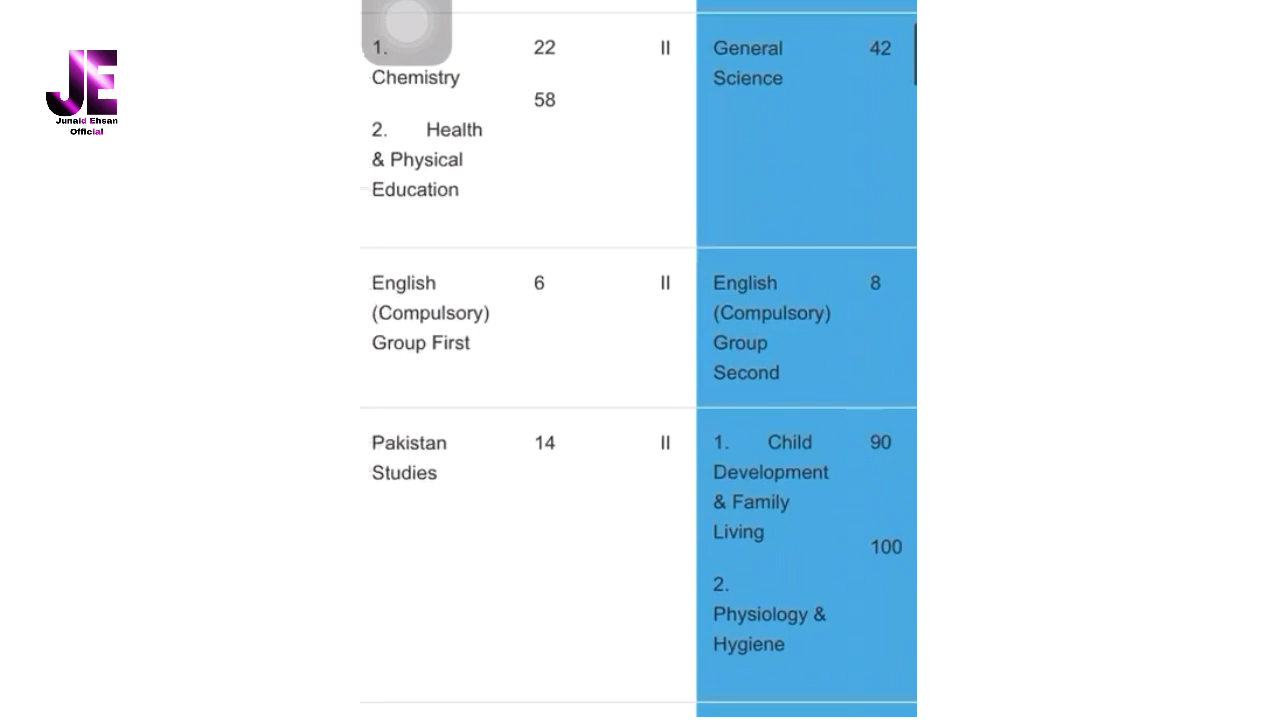 JE
Junaid Ehsan
Official
1. 22 II General 42
Chemistry Science
58
2. Health
& Physical
Education
English 6 II English 8
(Compulsory) (Compulsory)
Group First Group
Second
Pakistan 14 II 1. Child 90
Studies Development
& Family
Living
100
2.
Physiology &
Hygiene